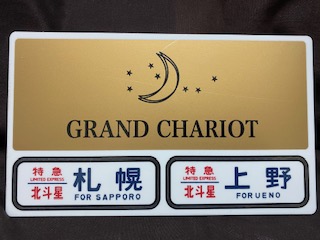 GRAND CHARIOT
特急
LIMITED EXPRESS
北斗星
札幌
FOR SAPPORO
特急
LIMITED EXPRESS
北斗星
上野
FOR UENO